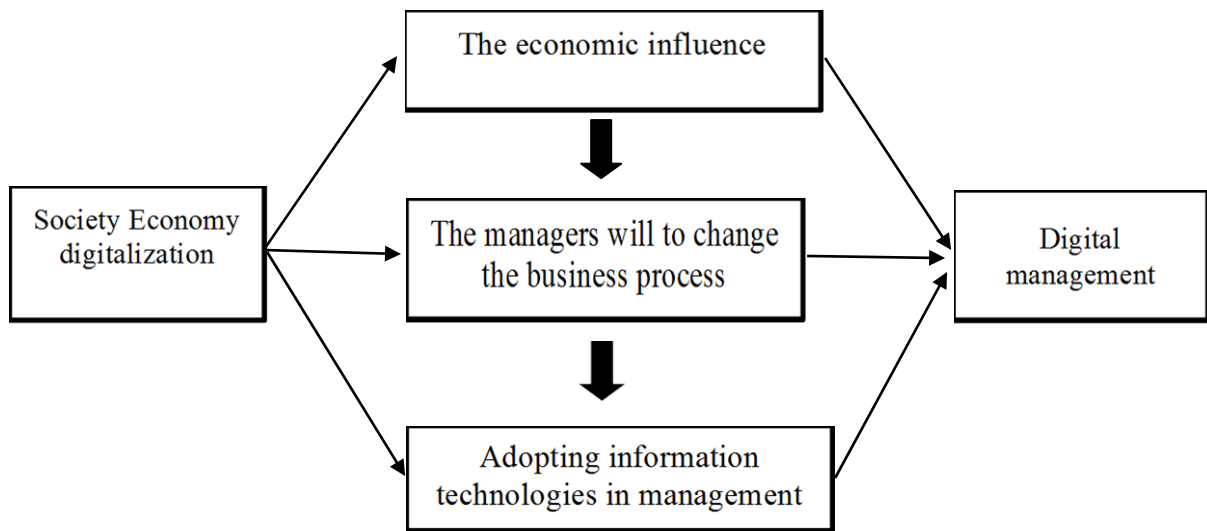 The economic influence
Society Economy
digitalization
The managers will to change
the business process
Digital
management
Adopting information
technologies in management